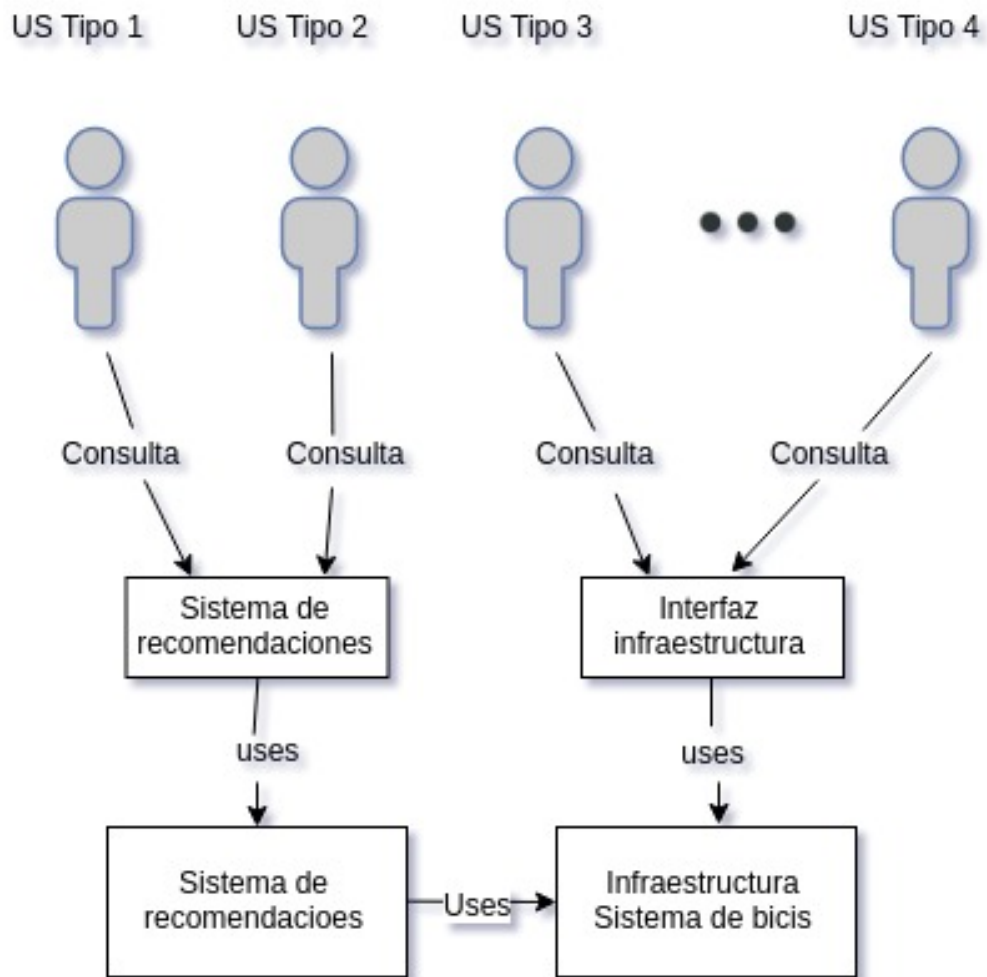 US Tipo 1
US Tipo 2
US Tipo 3
US Tipo 4
Consulta
Consulta
Consulta
Consulta
Sistema de
recomendaciones
Interfaz
infraestructura
uses
uses
Sistema de
recomendacioes
Uses
Infraestructura
Sistema de bicis